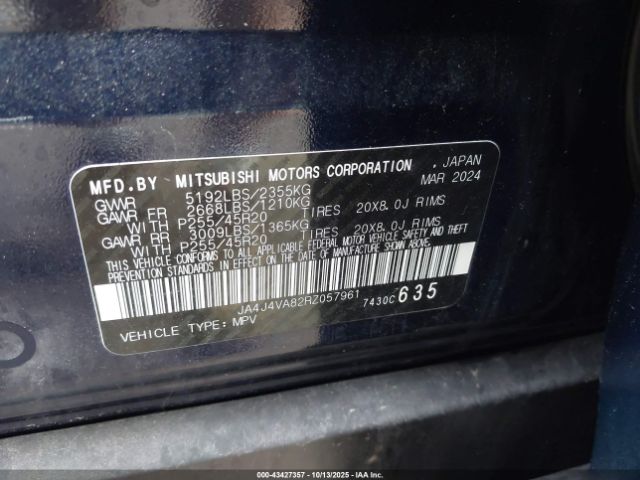 MFD.BY MITSUBISHI MOTORS CORPORATION , JAPAN
GVWR 5192LBS/2355KG MAR 2024
GAWR FR 2668LBS/1210KG
WITH P255/45R20 TIRES 20X8.0J RIMS
GAWR RR 3009LBS/1365KG
WITH P255/45R20 TIRES 20X8.0J RIMS
THIS VEHICLE CONFORMS TO ALL APPLICABLE FEDERAL MOTOR VEHICLE SAFETY AND THEFT
PREVENTION STANDARDS IN EFFECT ON THE DATE OF MANUFACTURE SHOWN ABOVE.
JA4J4VA82RZ057961 7430C 635
VEHICLE TYPE: MPV
00-43427357 - 10/13/2025 - IAA